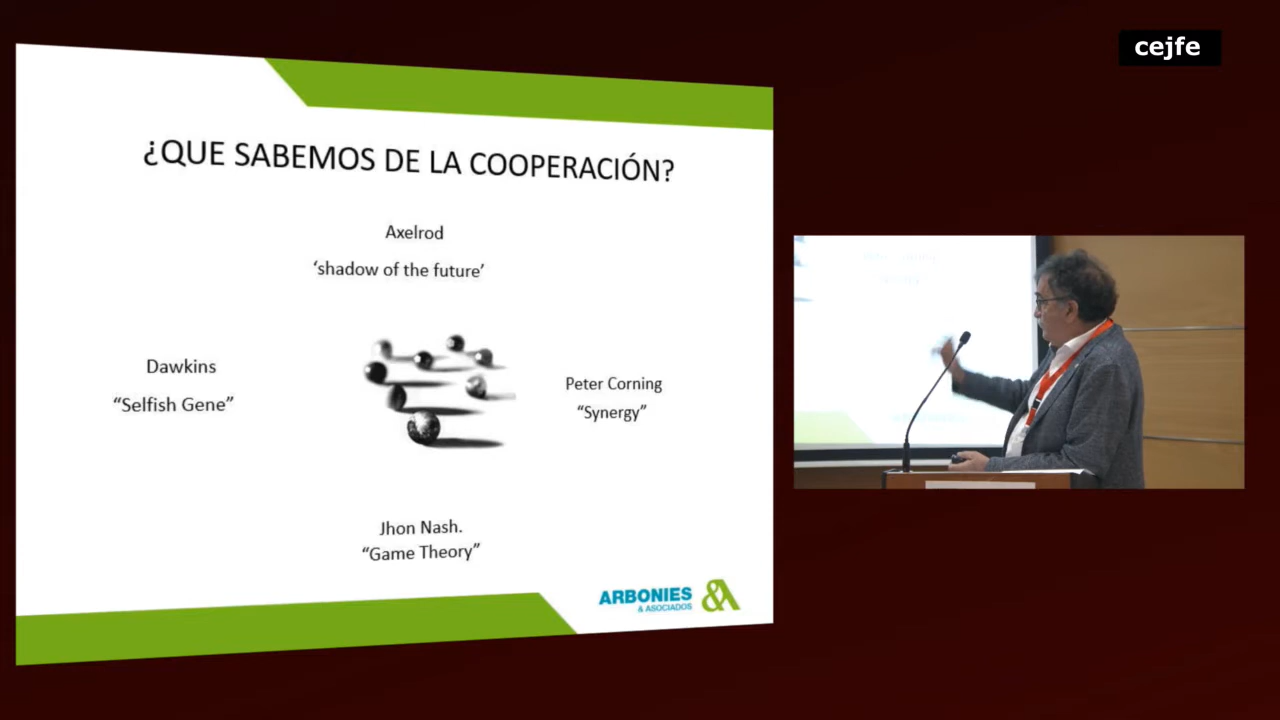 cejfe
¿QUE SABEMOS DE LA COOPERACIÓN?
Axelrod
‘shadow of the future’
Dawkins
“Selfish Gene”
Peter Corning
“Synergy”
Jhon Nash.
“Game Theory”
ARBONIES
& ASOCIADOS
&A